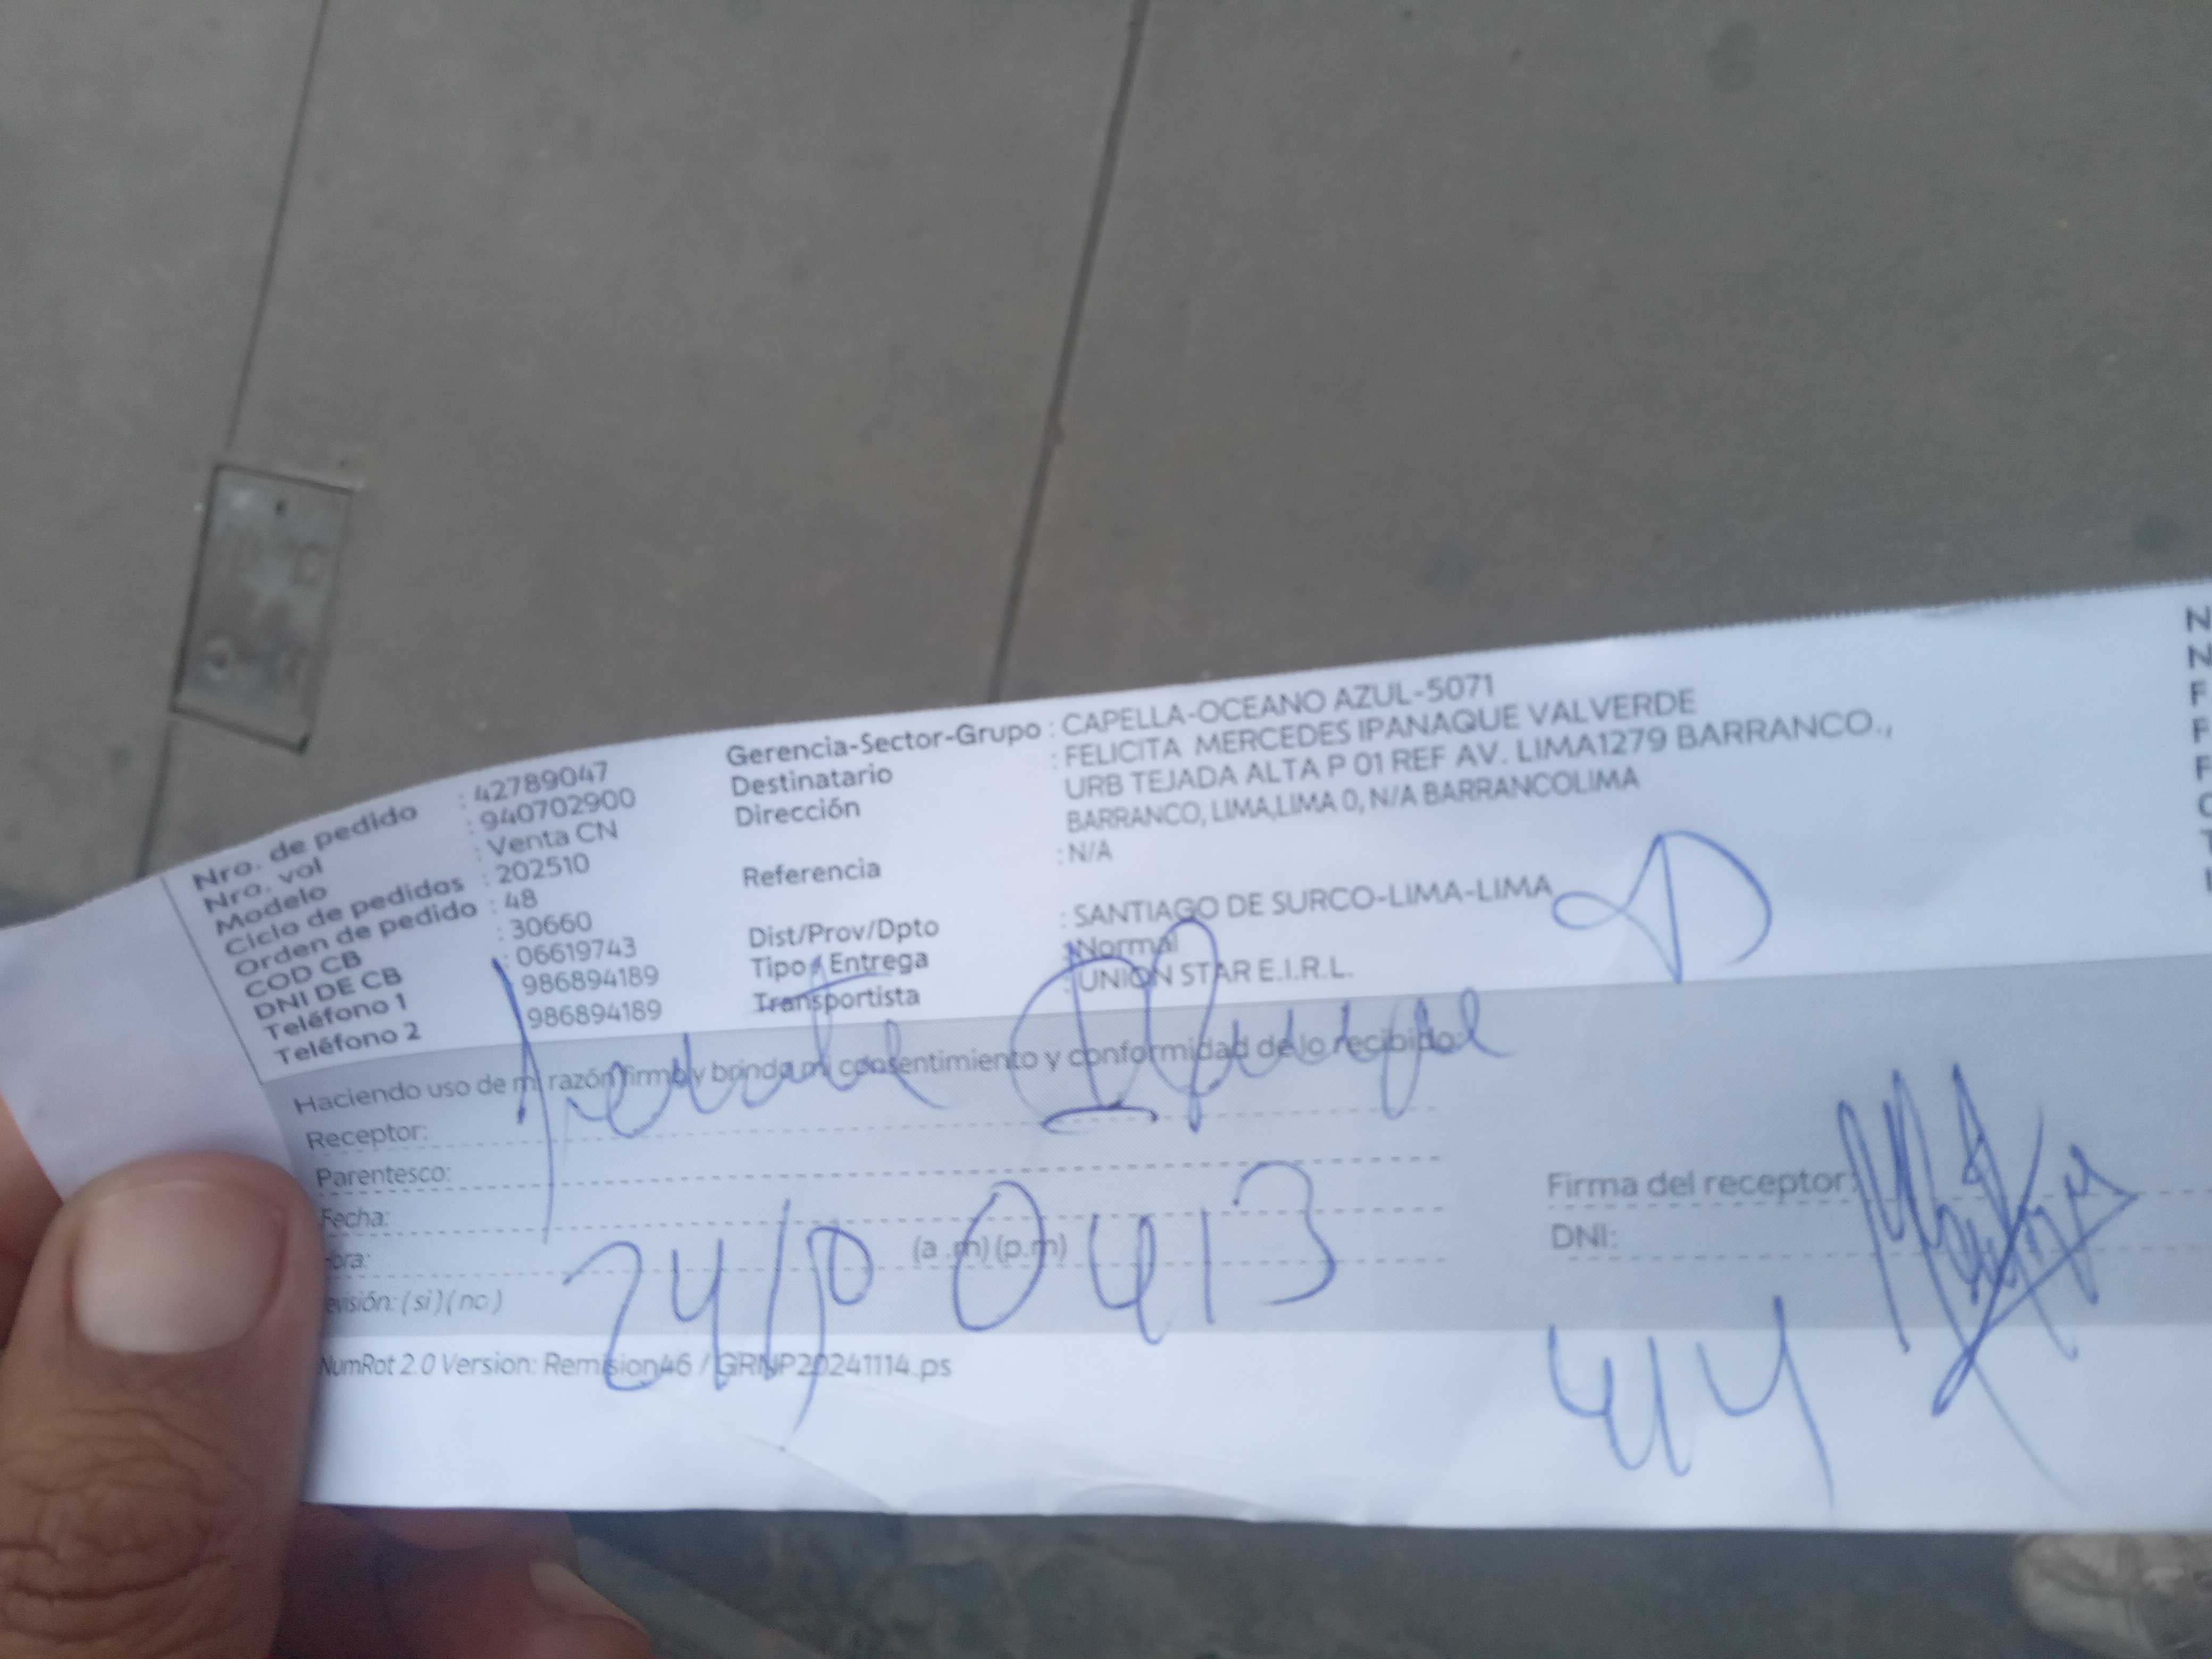 Nro. de pedido : 42789047
Nro. vol : 940702900
Modelo : Venta CN
Ciclo de pedidos : 202510
Orden de pedido : 48
COD CB : 30660
DNI DE CB : 06619743
Teléfono 1 : 986894189
Teléfono 2 : 986894189
Gerencia-Sector-Grupo : CAPELLA-OCEANO AZUL-5071
Destinatario : FELICITA MERCEDES IPANAQUE VALVERDE
Dirección URB TEJADA ALTA P 01 REF AV. LIMA1279 BARRANCO.,
BARRANCO, LIMA,LIMA 0, N/A BARRANCOLIMA
Referencia : N/A
Dist/Prov/Dpto : SANTIAGO DE SURCO-LIMA-LIMA
Tipo / Entrega : Normal
Transportista : UNION STAR E.I.R.L.
Haciendo uso de mi razón firmo y brindo mi consentimiento y conformidad de lo recibido:
Receptor:
Parentesco:
Fecha:
ora: (a .m) (p.m)
evisión: ( si ) ( no )
Firma del receptor:
DNI:
NumRot 2.0 Version: Remision46 / GRNP20241114.ps
N
N
F
F
F